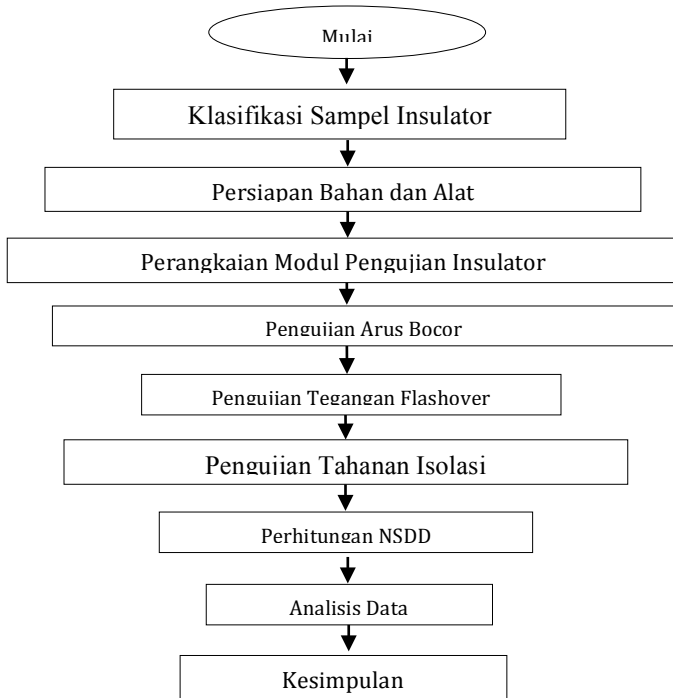 Mulai
Klasifikasi Sampel Insulator
Persiapan Bahan dan Alat
Perangkaian Modul Pengujian Insulator
Pengujian Arus Bocor
Pengujian Tegangan Flashover
Pengujian Tahanan Isolasi
Perhitungan NSDD
Analisis Data
Kesimpulan